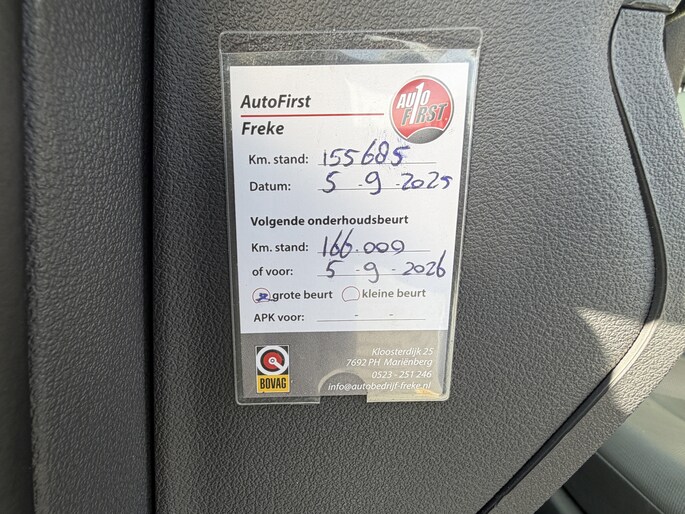 AutoFirst
Freke
AUTO
FIRST
Km. stand: 155685
Datum: 5 - 9 - 2025
Volgende onderhoudsbeurt
Km. stand: 166.000
of voor: 5 - 9 - 2026
grote beurt kleine beurt
APK voor: - -
Kloosterdijk 25
7692 PH Mariënberg
0523 - 251 246
info@autobedrijf-freke.nl
BOVAG